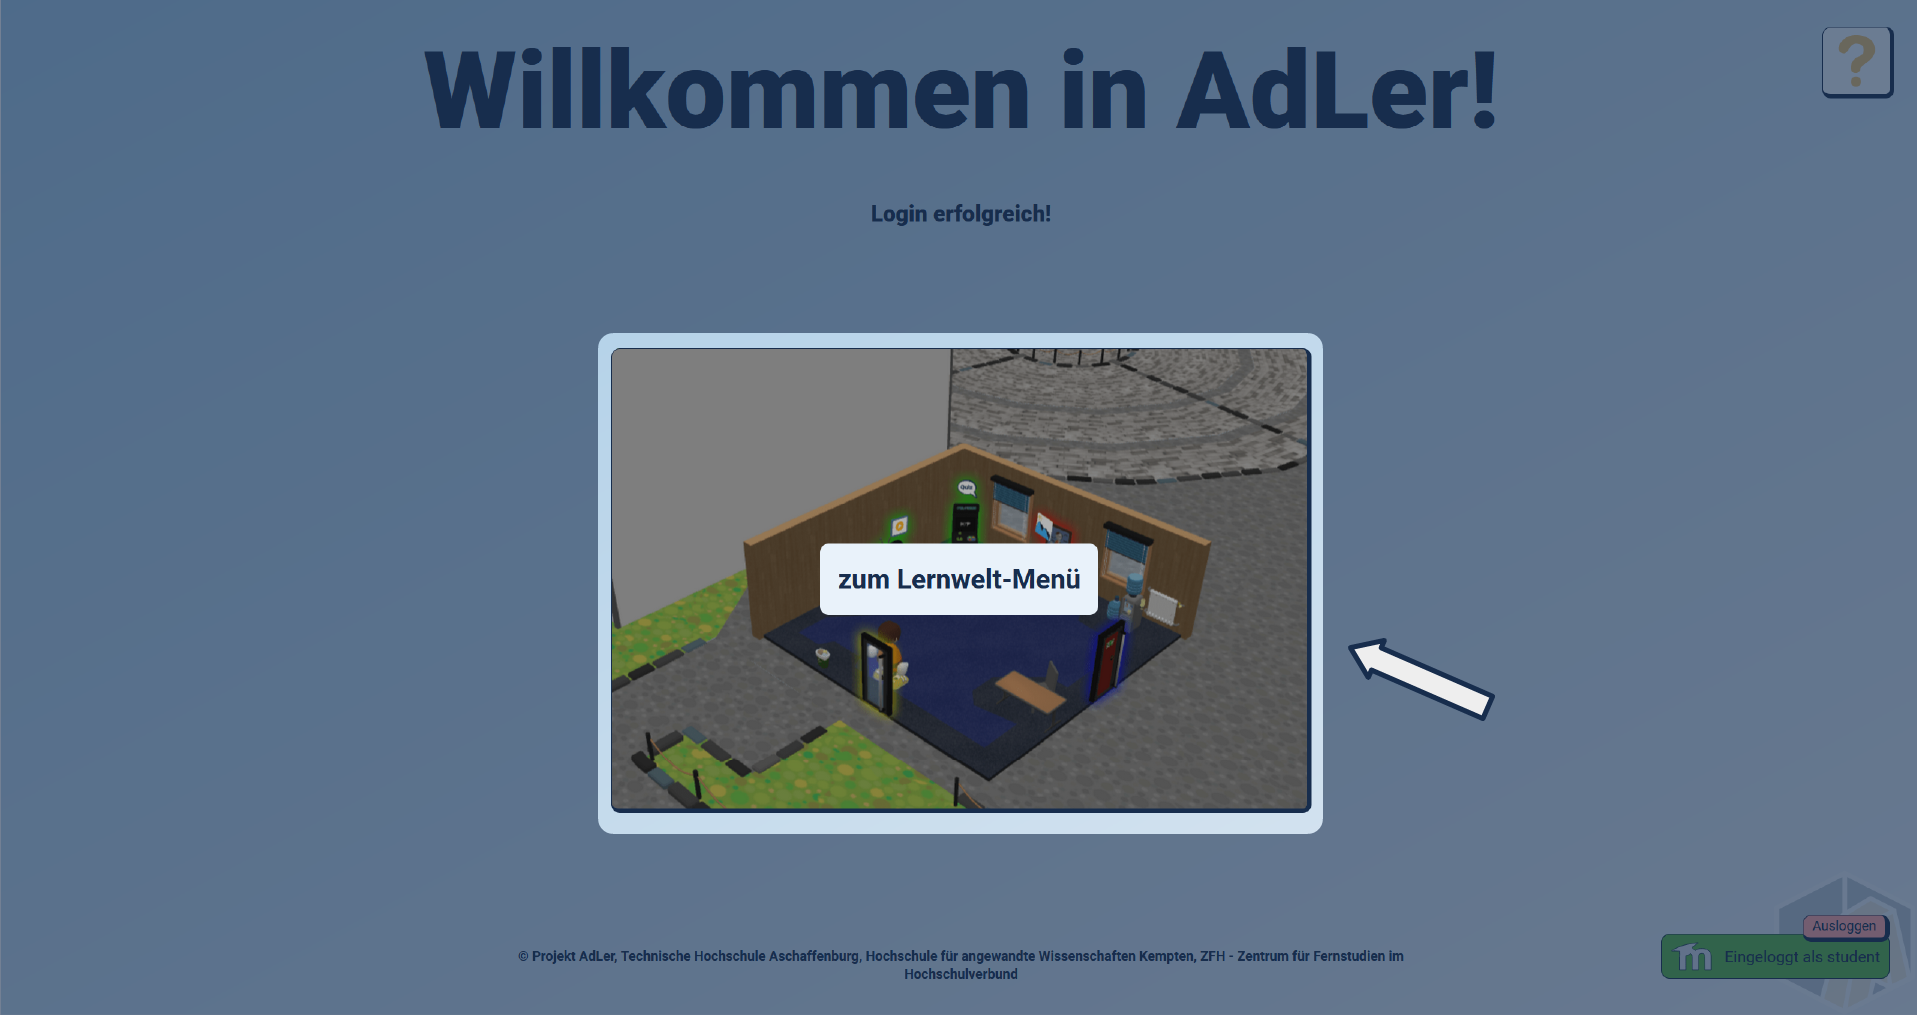 Willkommen in AdLer!
?
Login erfolgreich!
Quiz
zum Lernwelt-Menü
Ausloggen
Eingeloggt als student
© Projekt AdLer, Technische Hochschule Aschaffenburg, Hochschule für angewandte Wissenschaften Kempten, ZFH - Zentrum für Fernstudien im
Hochschulverbund